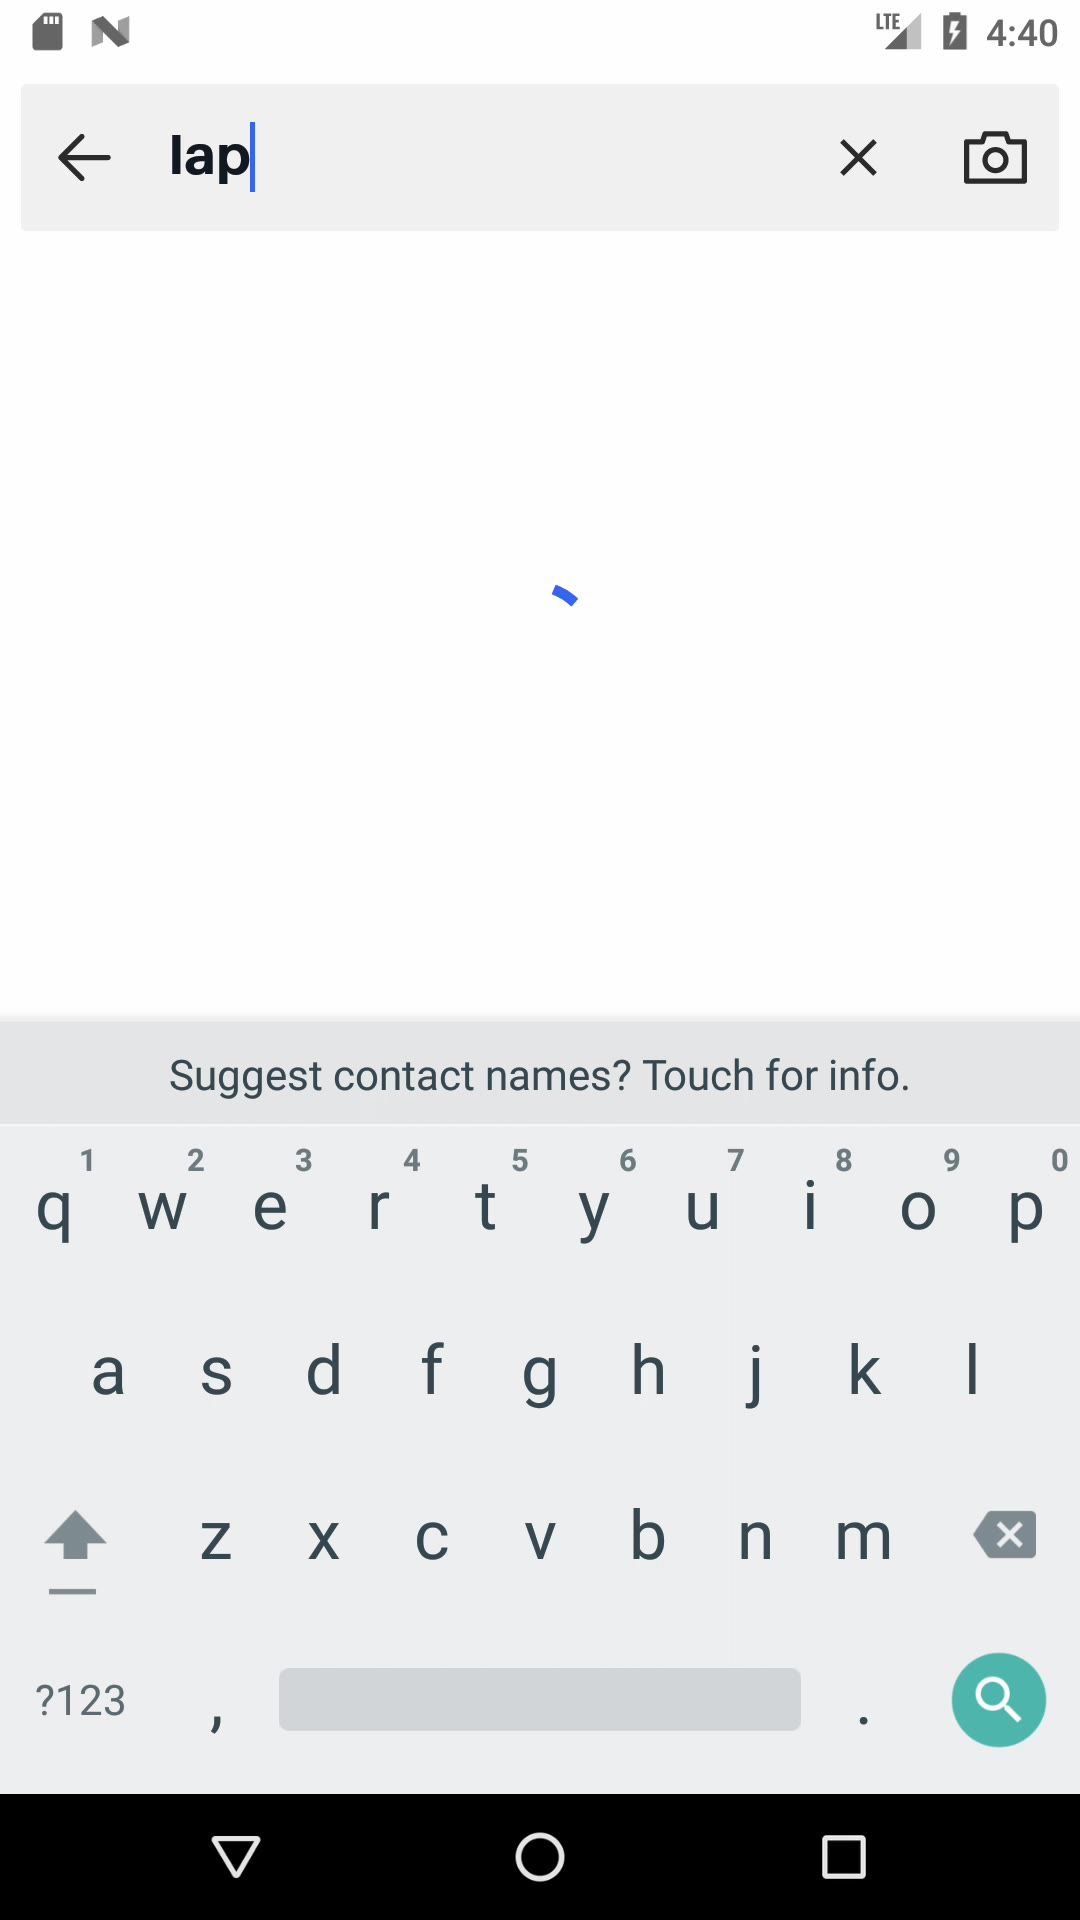 LTE 4:40
lap
Suggest contact names? Touch for info.
1 2 3 4 5 6 7 8 9 0
q w e r t y u i o p
a s d f g h j k l
z x c v b n m
?123 , .